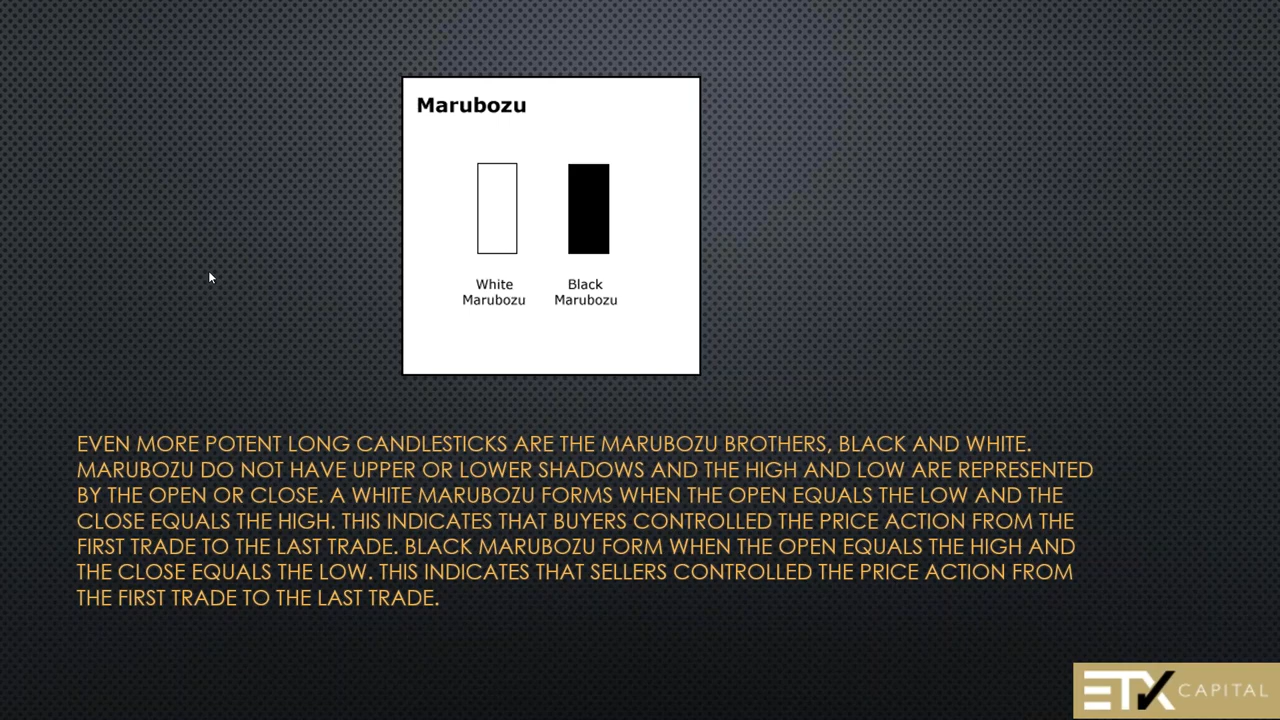 Marubozu
White
Marubozu
Black
Marubozu
EVEN MORE POTENT LONG CANDLESTICKS ARE THE MARUBOZU BROTHERS, BLACK AND WHITE.
MARUBOZU DO NOT HAVE UPPER OR LOWER SHADOWS AND THE HIGH AND LOW ARE REPRESENTED
BY THE OPEN OR CLOSE. A WHITE MARUBOZU FORMS WHEN THE OPEN EQUALS THE LOW AND THE
CLOSE EQUALS THE HIGH. THIS INDICATES THAT BUYERS CONTROLLED THE PRICE ACTION FROM THE
FIRST TRADE TO THE LAST TRADE. BLACK MARUBOZU FORM WHEN THE OPEN EQUALS THE HIGH AND
THE CLOSE EQUALS THE LOW. THIS INDICATES THAT SELLERS CONTROLLED THE PRICE ACTION FROM
THE FIRST TRADE TO THE LAST TRADE.
ETX CAPITAL